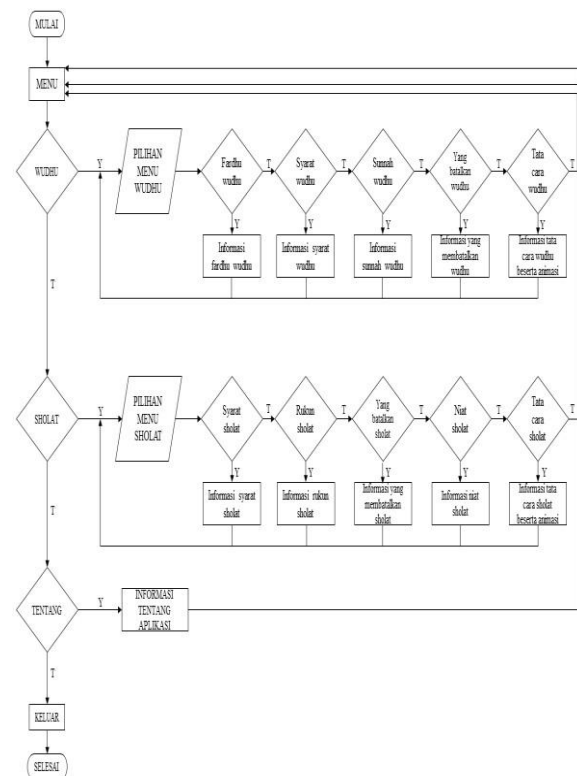 MULAI
MENU
WUDHU
Y
PILIHAN
MENU
WUDHU
Fardhu
wudhu
T
Syarat
wudhu
T
Sunnah
wudhu
T
Yang
batalkan
wudhu
T
Tata
cara
wudhu
T
Y
Y
Y
Y
Y
Informasi
fardhu wudhu
Informasi syarat
wudhu
Informasi
sunnah wudhu
Informasi yang
membatalkan
wudhu
Informasi tata
cara wudhu
beserta animasi
T
SHOLAT
Y
PILIHAN
MENU
SHOLAT
Syarat
sholat
T
Rukun
sholat
T
Yang
batalkan
sholat
T
Niat
sholat
T
Tata
cara
sholat
T
Y
Y
Y
Y
Y
Informasi syarat
sholat
Informasi rukun
sholat
Informasi yang
membatalkan
sholat
Informasi niat
sholat
Informasi tata
cara sholat
beserta animasi
T
TENTANG
Y
INFORMASI
TENTANG
APLIKASI
T
KELUAR
SELESAI